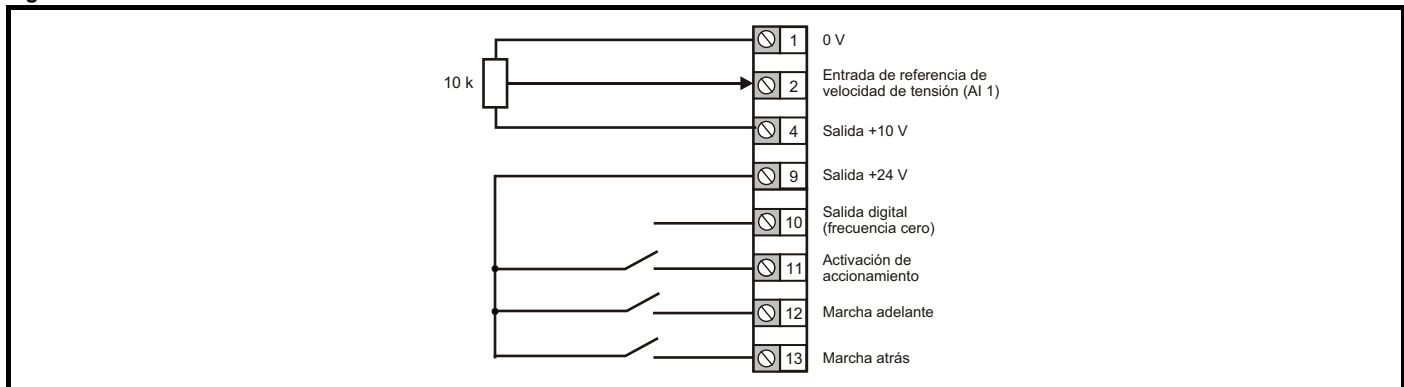 1 0 V
10 k
2 Entrada de referencia de
velocidad de tensión (AI 1)
4 Salida +10 V
9 Salida +24 V
10 Salida digital
(frecuencia cero)
11 Activación de
accionamiento
12 Marcha adelante
13 Marcha atrás